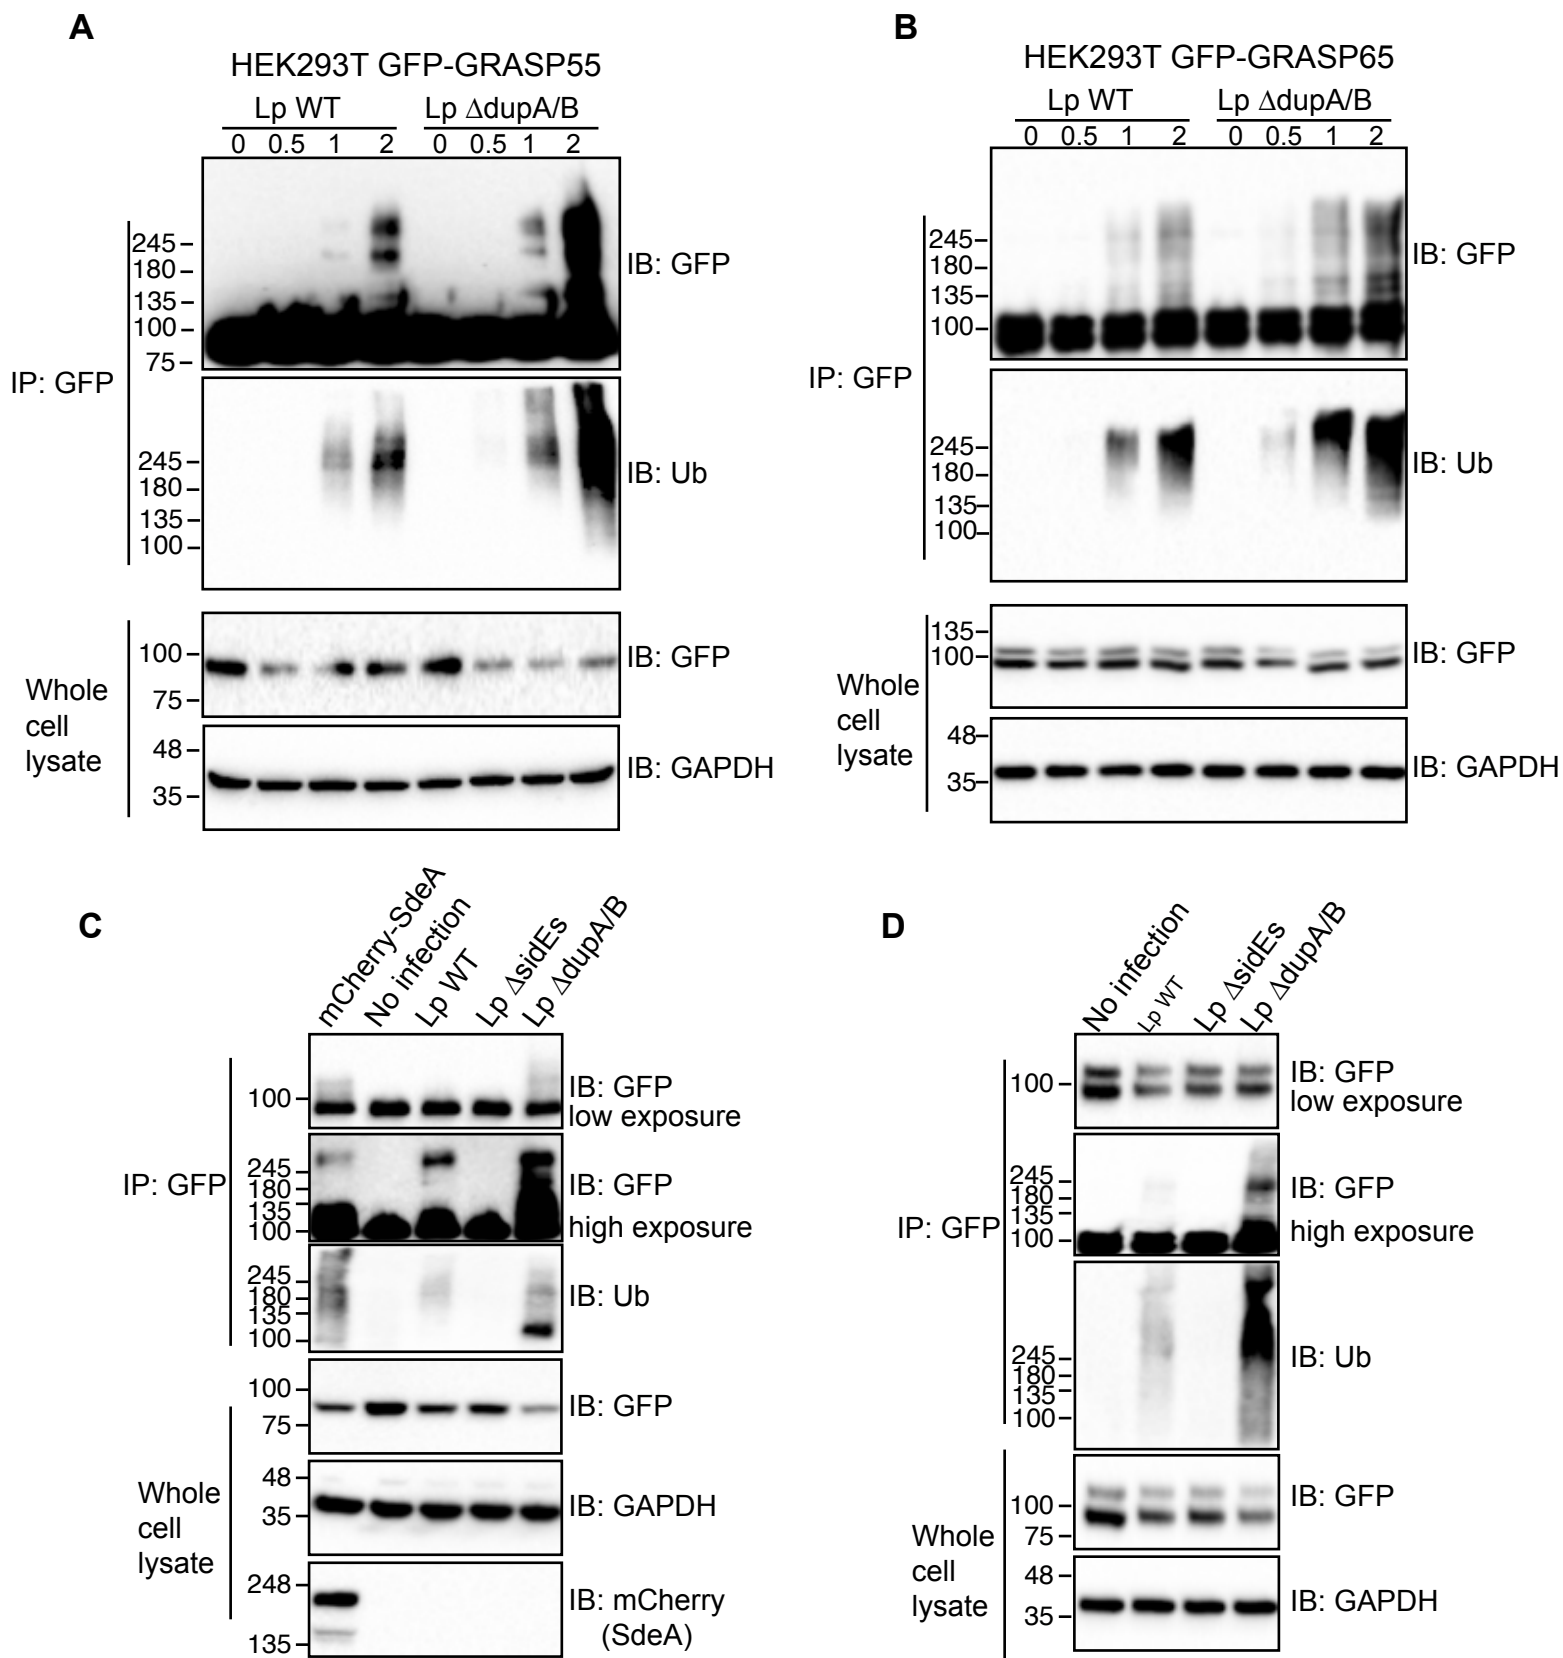 A
HEK293T GFP-GRASP55
Lp WT
Lp ΔdupA/B
0 0.5 1 2 0 0.5 1 2
IP: GFP
245
180
135
100
75
IB: GFP
245
180
135
100
IB: Ub
Whole
cell
lysate
100
75
IB: GFP
48
35
IB: GAPDH
B
HEK293T GFP-GRASP65
Lp WT
Lp ΔdupA/B
0 0.5 1 2 0 0.5 1 2
IP: GFP
245
180
135
100
IB: GFP
245
180
135
100
IB: Ub
Whole
cell
lysate
135
100
IB: GFP
48
35
IB: GAPDH
C
mCherry-SdeA
No infection
Lp WT
Lp ΔsidEs
Lp ΔdupA/B
IP: GFP
100
IB: GFP
low exposure
245
180
135
100
IB: GFP
high exposure
245
180
135
100
IB: Ub
Whole
cell
lysate
100
75
IB: GFP
48
35
IB: GAPDH
248
135
IB: mCherry
(SdeA)
D
No infection
Lp WT
Lp ΔsidEs
Lp ΔdupA/B
IP: GFP
100
IB: GFP
low exposure
245
180
135
100
IB: GFP
high exposure
245
180
135
100
IB: Ub
Whole
cell
lysate
100
75
IB: GFP
48
35
IB: GAPDH